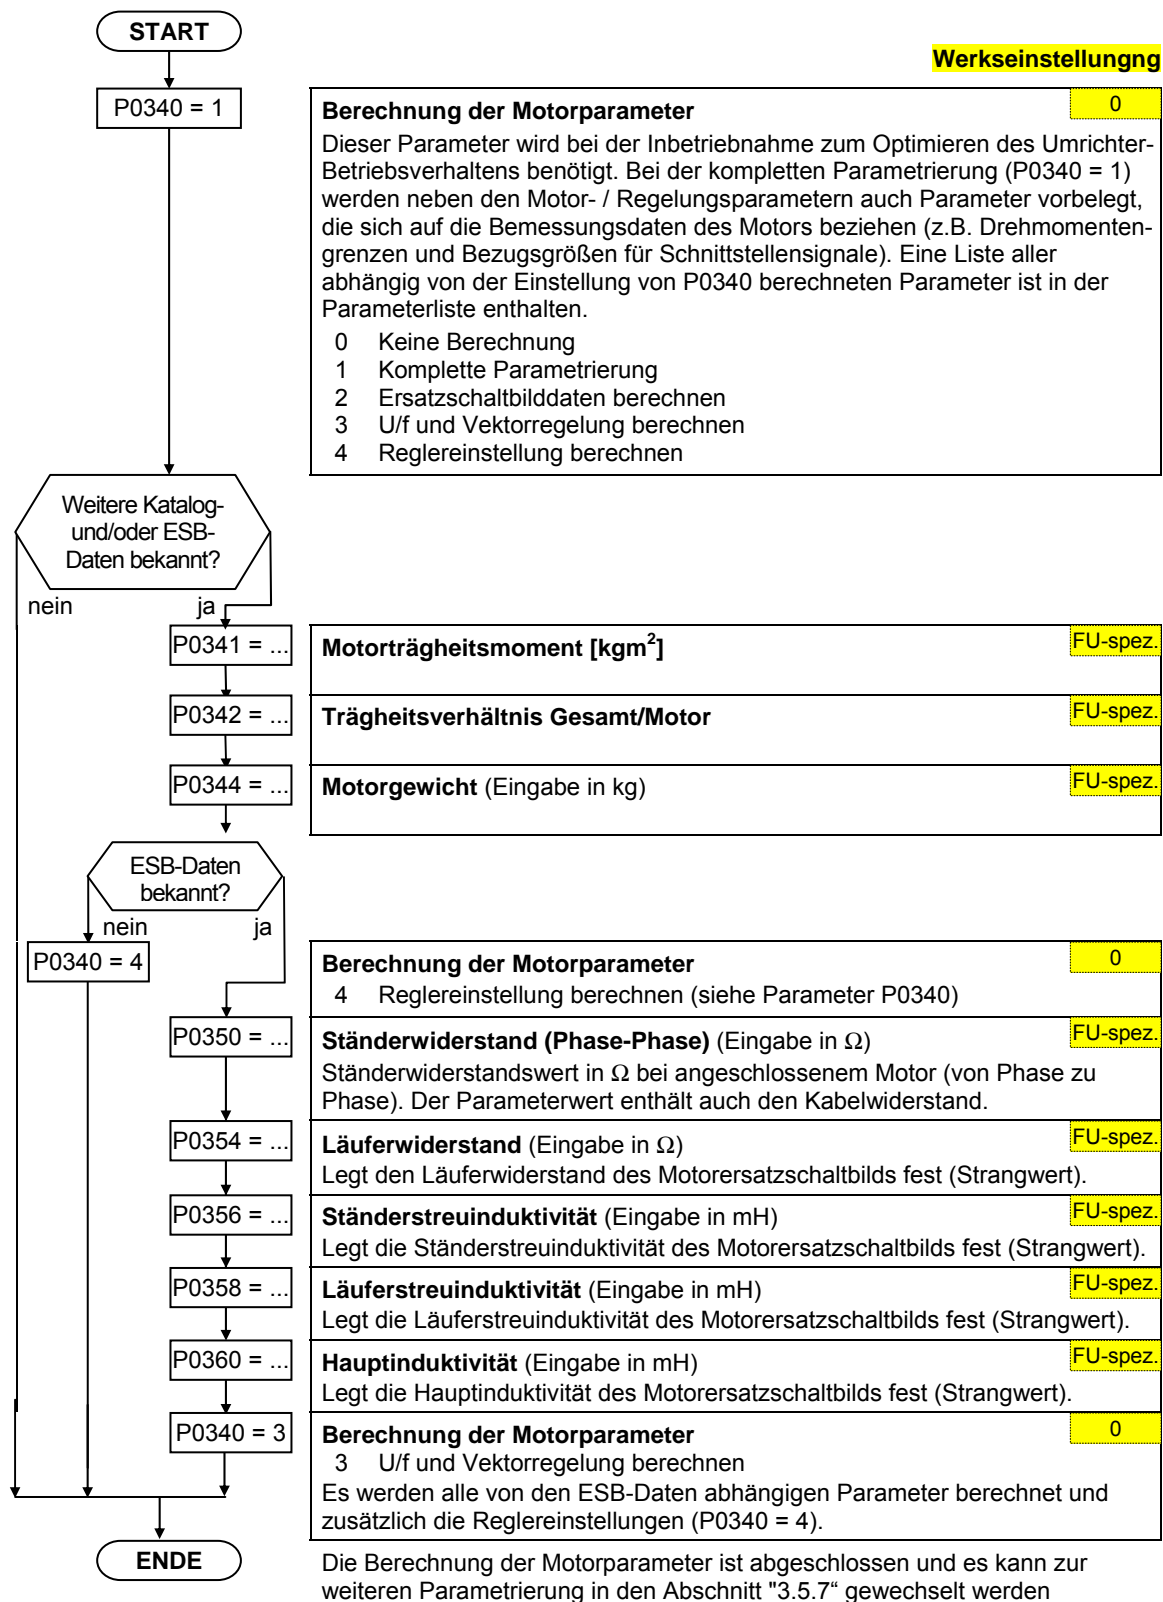 START
Werkseinstellungng
P0340 = 1
Berechnung der Motorparameter
0
Dieser Parameter wird bei der Inbetriebnahme zum Optimieren des Umrichter-
Betriebsverhaltens benötigt. Bei der kompletten Parametrierung (P0340 = 1)
werden neben den Motor- / Regelungsparametern auch Parameter vorbelegt,
die sich auf die Bemessungsdaten des Motors beziehen (z.B. Drehmomenten-
grenzen und Bezugsgrößen für Schnittstellensignale). Eine Liste aller
abhängig von der Einstellung von P0340 berechneten Parameter ist in der
Parameterliste enthalten.
0 Keine Berechnung
1 Komplette Parametrierung
2 Ersatzschaltbilddaten berechnen
3 U/f und Vektorregelung berechnen
4 Reglereinstellung berechnen
Weitere Katalog-
und/oder ESB-
Daten bekannt?
nein
ja
P0341 = ...
Motorträgheitsmoment [kgm²]
FU-spez.
P0342 = ...
Trägheitsverhältnis Gesamt/Motor
FU-spez.
P0344 = ...
Motorgewicht (Eingabe in kg)
FU-spez.
ESB-Daten
bekannt?
nein
ja
P0340 = 4
Berechnung der Motorparameter
0
4 Reglereinstellung berechnen (siehe Parameter P0340)
P0350 = ...
Ständerwiderstand (Phase-Phase) (Eingabe in Ω)
FU-spez.
Ständerwiderstandswert in Ω bei angeschlossenem Motor (von Phase zu
Phase). Der Parameterwert enthält auch den Kabelwiderstand.
P0354 = ...
Läuferwiderstand (Eingabe in Ω)
FU-spez.
Legt den Läuferwiderstand des Motorersatzschaltbilds fest (Strangwert).
P0356 = ...
Ständerstreuinduktivität (Eingabe in mH)
FU-spez.
Legt die Ständerstreuinduktivität des Motorersatzschaltbilds fest (Strangwert).
P0358 = ...
Läuferstreuinduktivität (Eingabe in mH)
FU-spez.
Legt die Läuferstreuinduktivität des Motorersatzschaltbilds fest (Strangwert).
P0360 = ...
Hauptinduktivität (Eingabe in mH)
FU-spez.
Legt die Hauptinduktivität des Motorersatzschaltbilds fest (Strangwert).
P0340 = 3
Berechnung der Motorparameter
0
3 U/f und Vektorregelung berechnen
Es werden alle von den ESB-Daten abhängigen Parameter berechnet und
zusätzlich die Reglereinstellungen (P0340 = 4).
ENDE
Die Berechnung der Motorparameter ist abgeschlossen und es kann zur
weiteren Parametrierung in den Abschnitt "3.5.7“ gewechselt werden